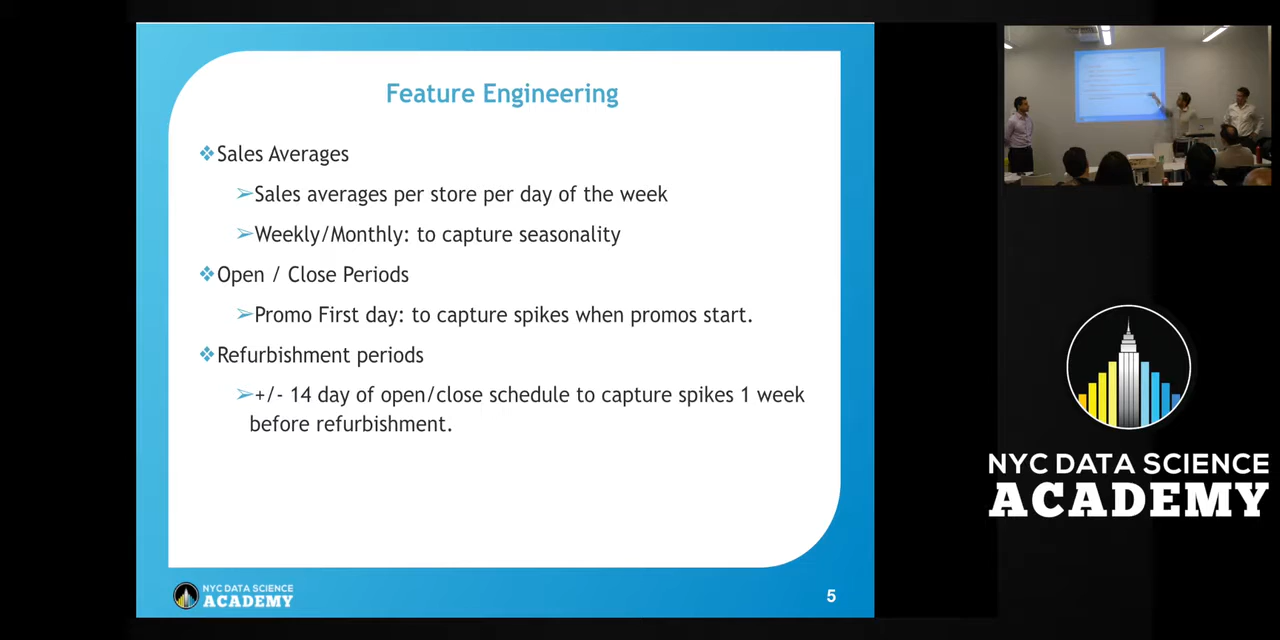 Feature Engineering
Sales Averages
Sales averages per store per day of the week
Weekly/Monthly: to capture seasonality
Open / Close Periods
Promo First day: to capture spikes when promos start.
Refurbishment periods
+/- 14 day of open/close schedule to capture spikes 1 week
before refurbishment.
NYC DATA SCIENCE
ACADEMY
5
NYC DATA SCIENCE
ACADEMY